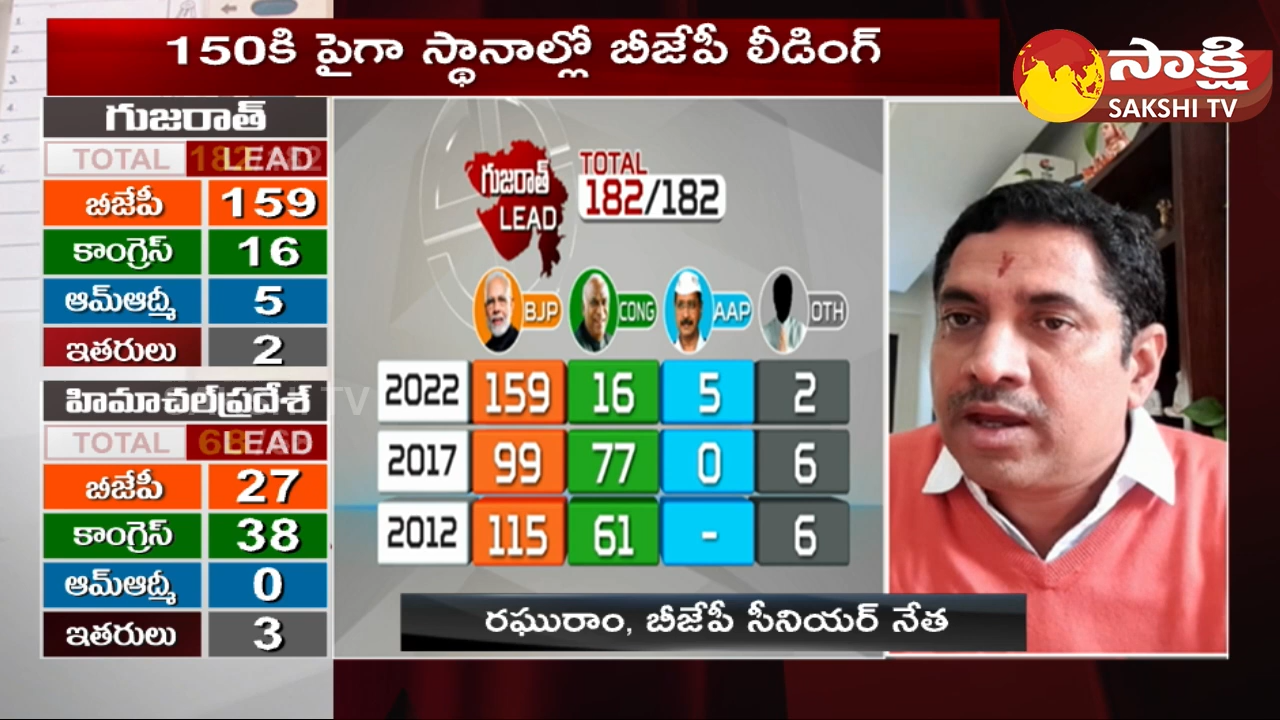 150కి పైగా స్థానాల్లో బీజేపీ లీడింగ్
సాక్షి
SAKSHI TV
గుజరాత్
TOTAL LEAD
బీజేపీ 159
కాంగ్రెస్ 16
ఆమ్ఆద్మీ 5
ఇతరులు 2
హిమాచల్‌ప్రదేశ్
TOTAL LEAD
బీజేపీ 27
కాంగ్రెస్ 38
ఆమ్ఆద్మీ 0
ఇతరులు 3
గుజరాత్
LEAD
TOTAL
182/182
BJP CONG AAP OTH
2022 159 16 5 2
2017 99 77 0 6
2012 115 61 - 6
రఘురాం, బీజేపీ సీనియర్ నేత